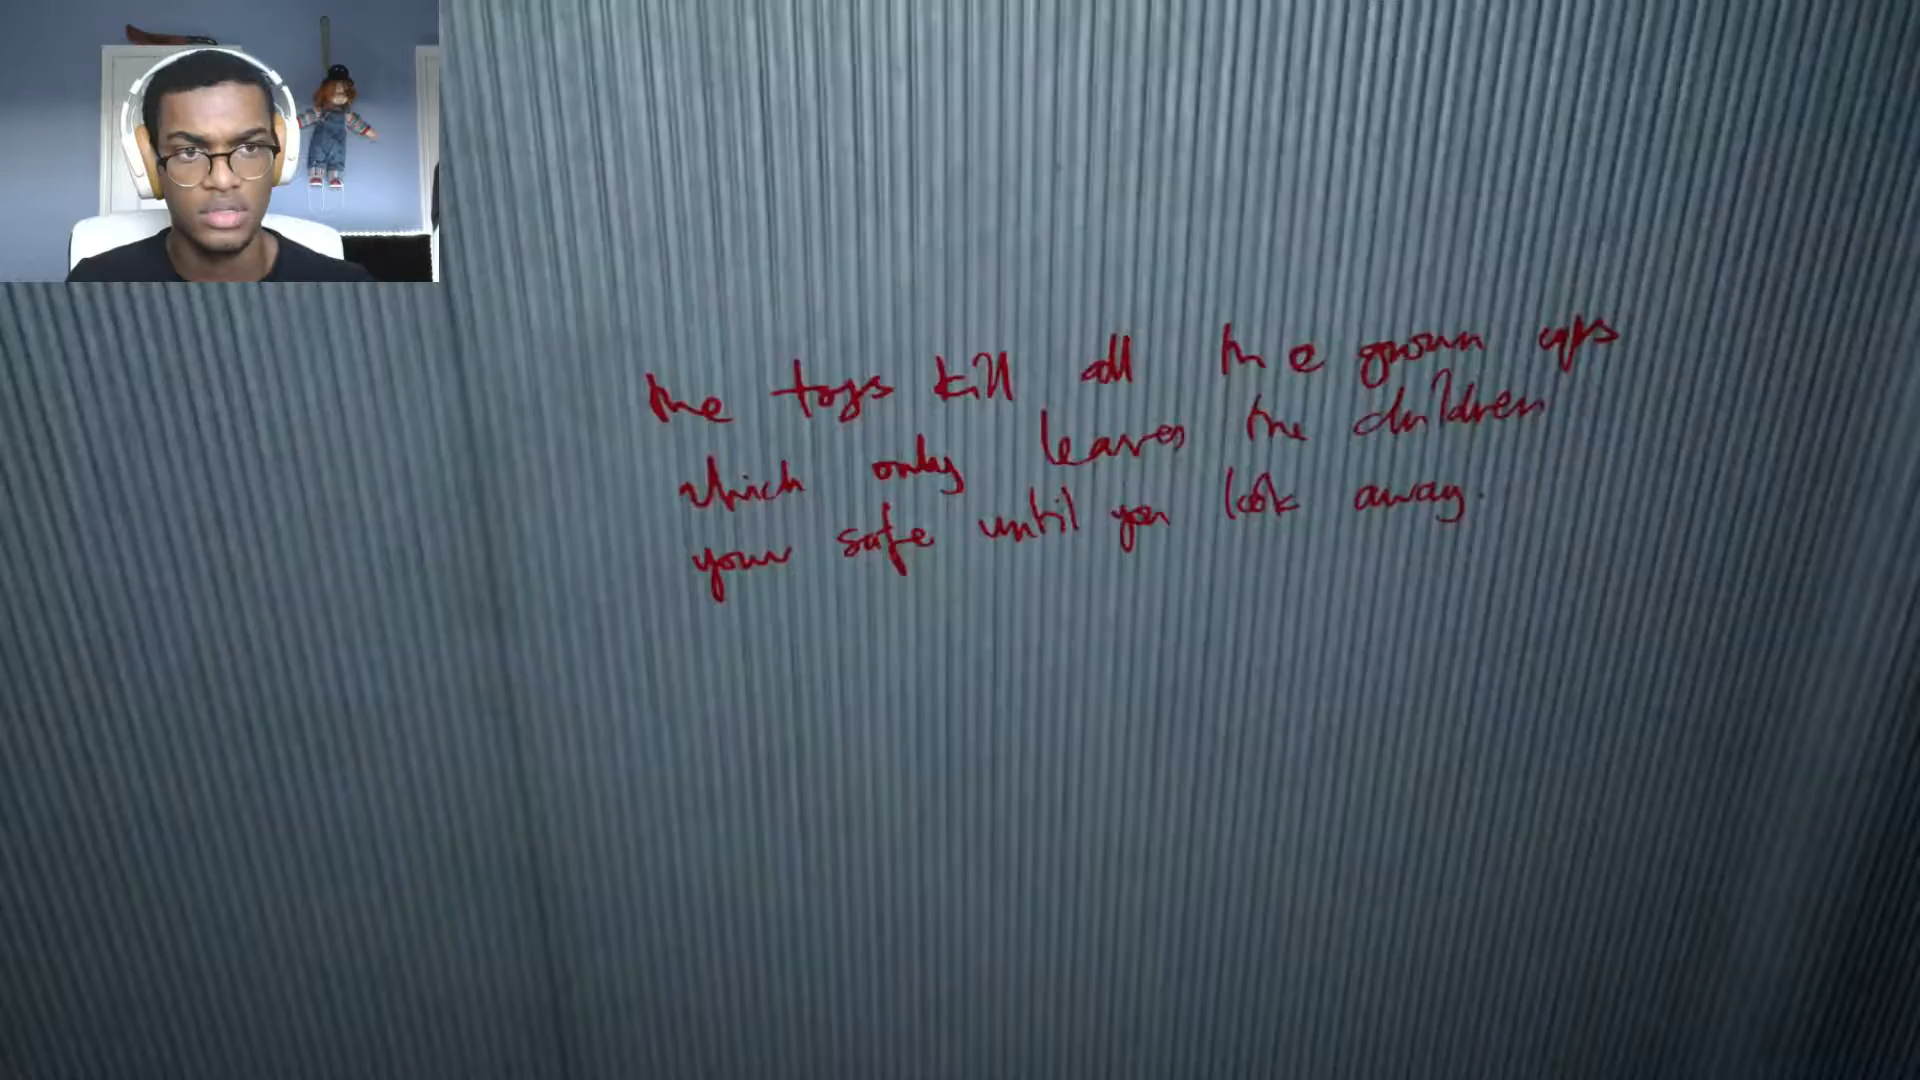 the toys kill all the grown ups
which only leaves the children
your safe until you look away.